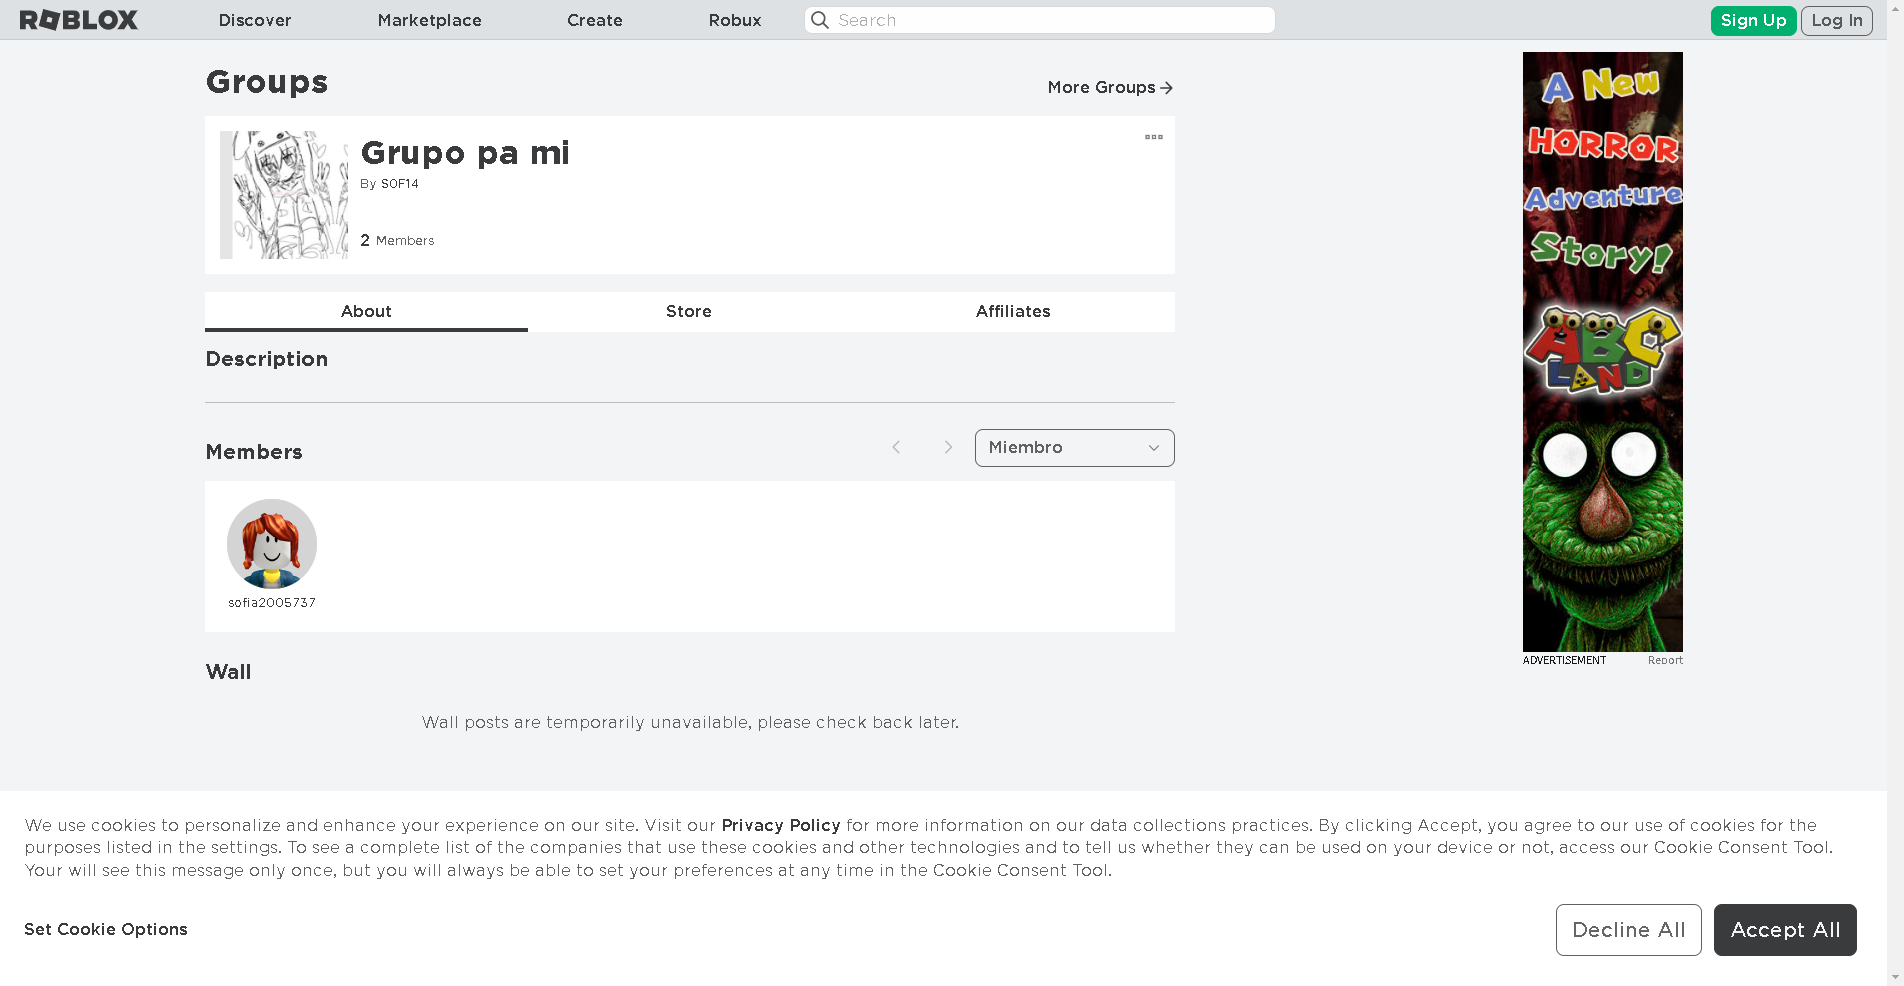 ROBLOX
Discover
Marketplace
Create
Robux
Search
Sign Up
Log In
Groups
More Groups
Grupo pa mi
By S0F14
2 Members
About
Store
Affiliates
Description
Members
Miembro
sofia2005737
Wall
Wall posts are temporarily unavailable, please check back later.
A New
HORROR
Adventure
Story!
ABC
LAND
ADVERTISEMENT
Report
We use cookies to personalize and enhance your experience on our site. Visit our Privacy Policy for more information on our data collections practices. By clicking Accept, you agree to our use of cookies for the
purposes listed in the settings. To see a complete list of the companies that use these cookies and other technologies and to tell us whether they can be used on your device or not, access our Cookie Consent Tool.
Your will see this message only once, but you will always be able to set your preferences at any time in the Cookie Consent Tool.
Set Cookie Options
Decline All
Accept All